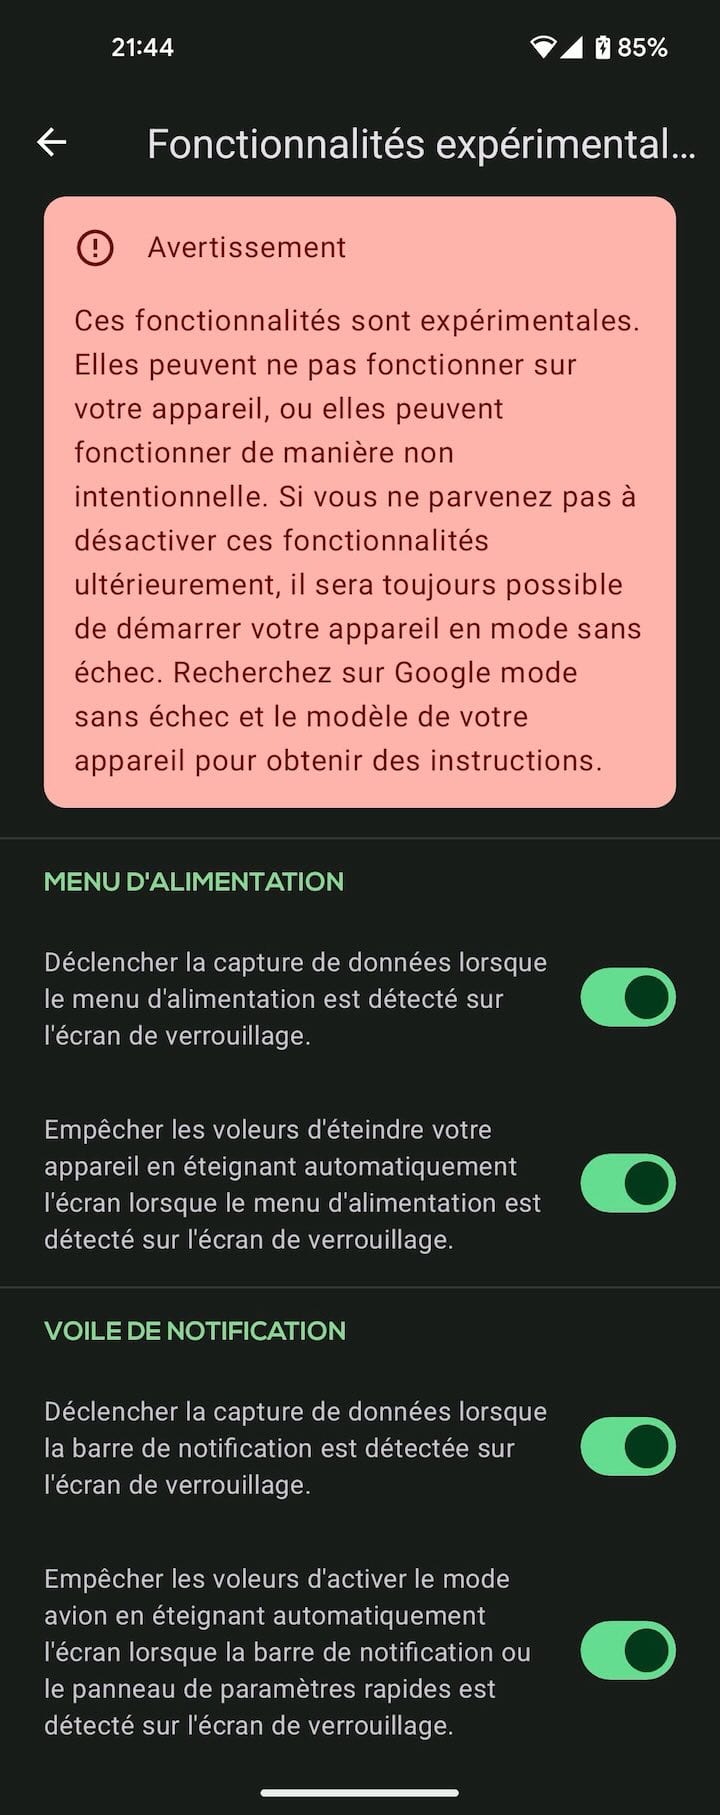 21:44
85%
Fonctionnalités expérimental...
Avertissement
Ces fonctionnalités sont expérimentales.
Elles peuvent ne pas fonctionner sur
votre appareil, ou elles peuvent
fonctionner de manière non
intentionnelle. Si vous ne parvenez pas à
désactiver ces fonctionnalités
ultérieurement, il sera toujours possible
de démarrer votre appareil en mode sans
échec. Recherchez sur Google mode
sans échec et le modèle de votre
appareil pour obtenir des instructions.
MENU D'ALIMENTATION
Déclencher la capture de données lorsque
le menu d'alimentation est détecté sur
l'écran de verrouillage.
Empêcher les voleurs d'éteindre votre
appareil en éteignant automatiquement
l'écran lorsque le menu d'alimentation est
détecté sur l'écran de verrouillage.
VOILE DE NOTIFICATION
Déclencher la capture de données lorsque
la barre de notification est détectée sur
l'écran de verrouillage.
Empêcher les voleurs d'activer le mode
avion en éteignant automatiquement
l'écran lorsque la barre de notification ou
le panneau de paramètres rapides est
détecté sur l'écran de verrouillage.